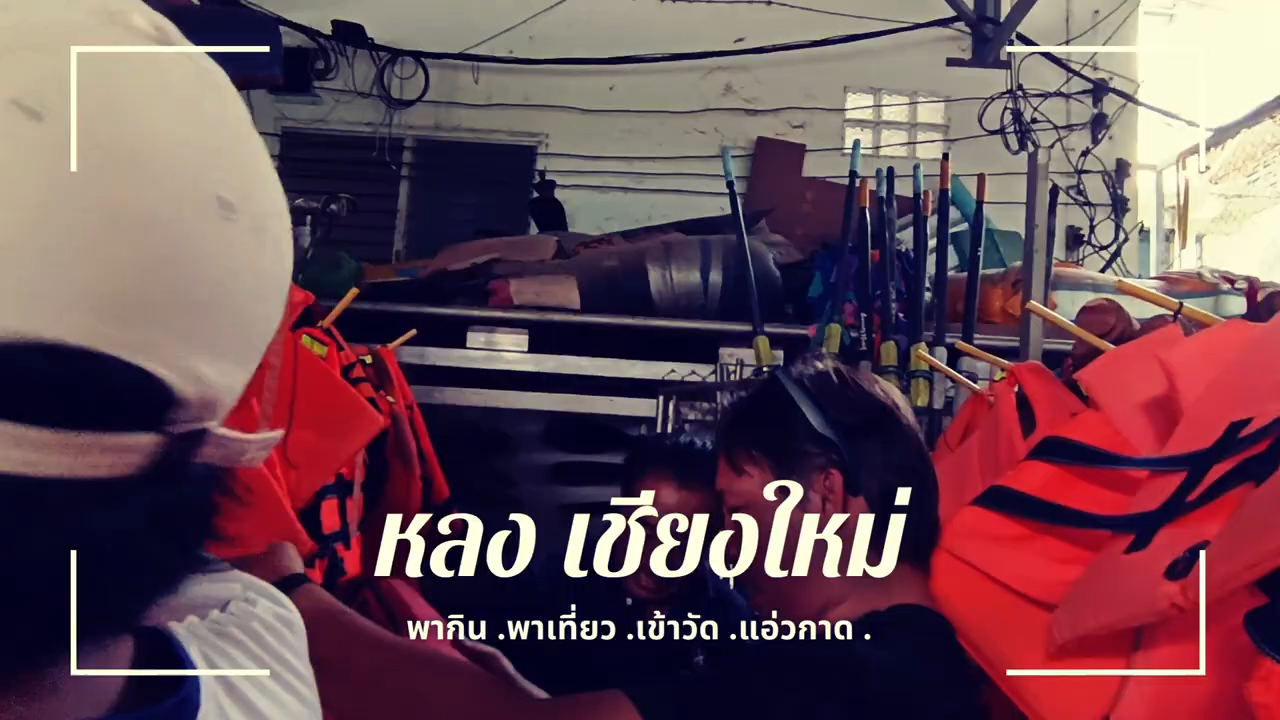 หลง เชียงใหม่
พากิน .พาเที่ยว .เข้าวัด .แอ่วกาด .